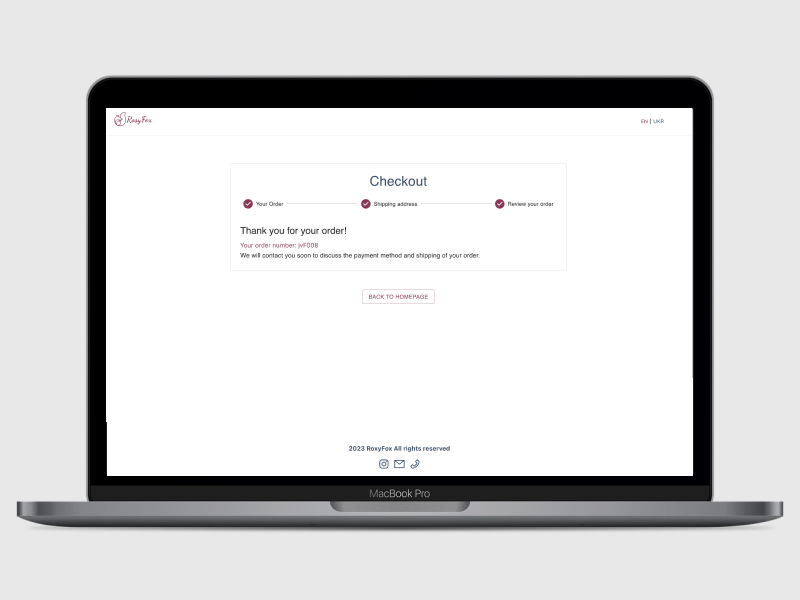 RoxyFox
EN | UKR
Checkout
Your Order
Shipping address
Review your order
Thank you for your order!
Your order number: jvF008
We will contact you soon to discuss the payment method and shipping of your order.
BACK TO HOMEPAGE
2023 RoxyFox All rights reserved
MacBook Pro